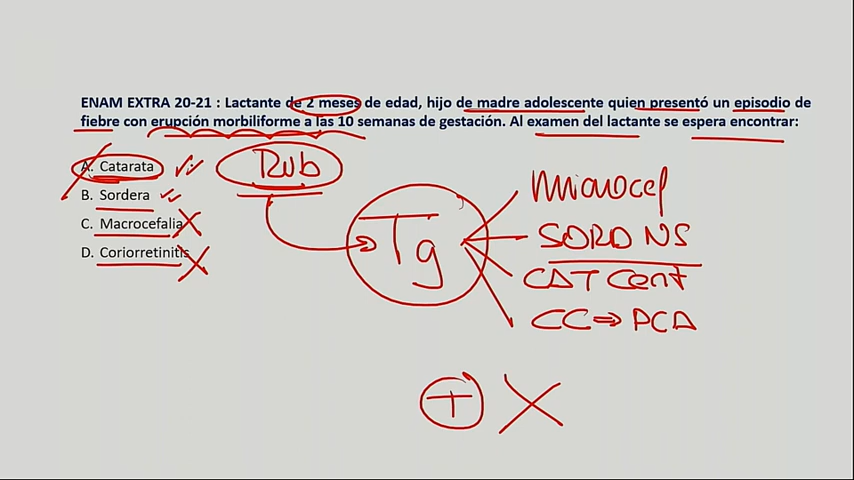 ENAM EXTRA 20-21 : Lactante de 2 meses de edad, hijo de madre adolescente quien presentó un episodio de
fiebre con erupción morbiliforme a las 10 semanas de gestación. Al examen del lactante se espera encontrar:
A. Catarata
Rub
B. Sordera
C. Macrocefalia
D. Coriorretinitis
Tg
Microcef
SORD NS
CAT Cent
CC ⇒ PCA
+